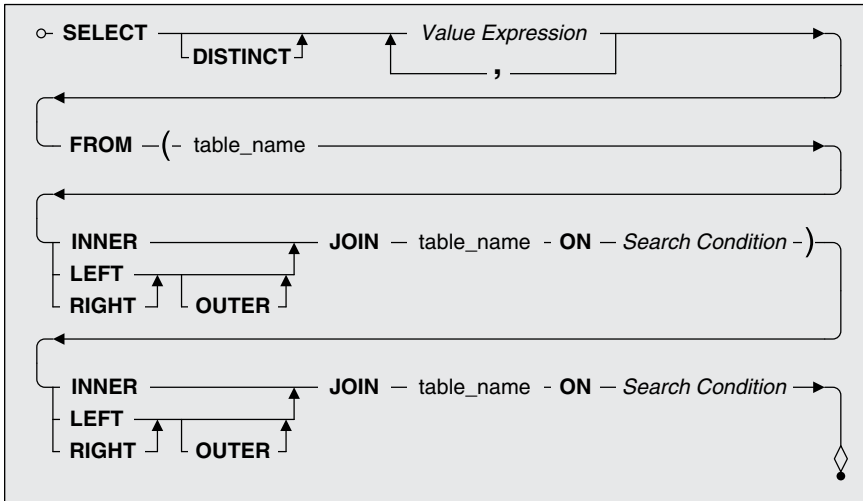 SELECT Value Expression
DISTINCT ,
FROM ( table_name
INNER JOIN table_name ON Search Condition )
LEFT
RIGHT OUTER
INNER JOIN table_name ON Search Condition
LEFT
RIGHT OUTER